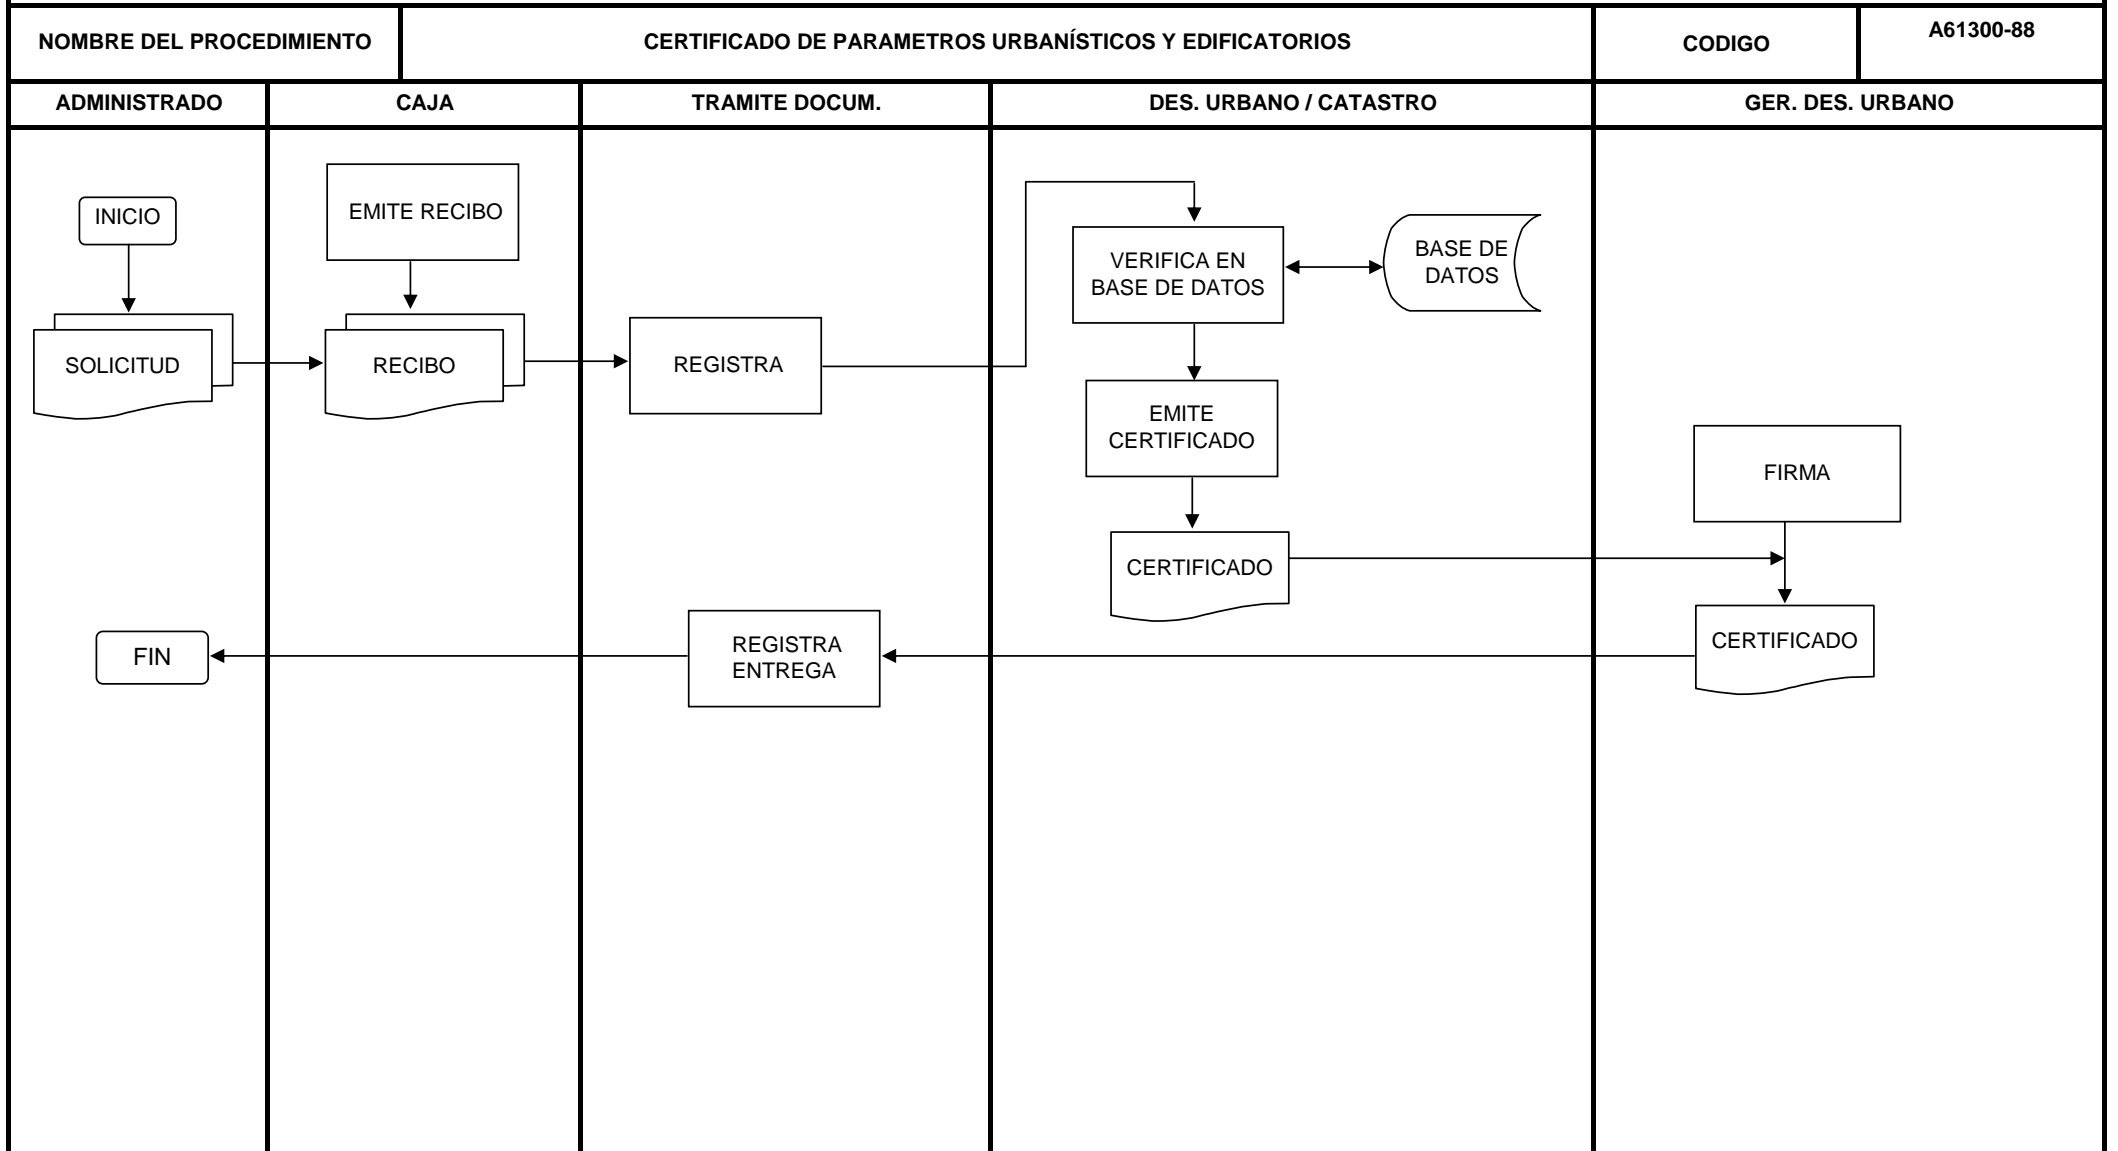 NOMBRE DEL PROCEDIMIENTO
CERTIFICADO DE PARAMETROS URBANÍSTICOS Y EDIFICATORIOS
CODIGO
A61300-88
ADMINISTRADO
CAJA
TRAMITE DOCUM.
DES. URBANO / CATASTRO
GER. DES. URBANO
INICIO
SOLICITUD
EMITE RECIBO
RECIBO
REGISTRA
VERIFICA EN
BASE DE DATOS
BASE DE
DATOS
EMITE
CERTIFICADO
CERTIFICADO
FIRMA
CERTIFICADO
REGISTRA
ENTREGA
FIN